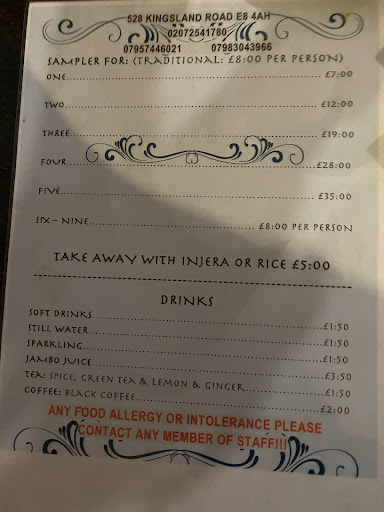 528 KINGSLAND ROAD E8 4AH
02072541780
07957446021 07983043966
SAMPLER FOR: (TRADITIONAL: £8:00 PER PERSON)
ONE................................................£7:00
TWO................................................£12:00
THREE................................................£19:00
FOUR................................................£28:00
FIVE................................................£35:00
SIX – NINE................................................£8:00 PER PERSON
TAKE AWAY WITH INJERA OR RICE £5:00
DRINKS
SOFT DRINKS................................................£1:50
STILL WATER................................................£1:50
SPARKLING................................................£1:50
JAMBO JUICE................................................£3:50
TEA: SPICE, GREEN TEA & LEMON & GINGER........................£1:50
COFFEE: BLACK COFFEE................................................£2:00
ANY FOOD ALLERGY OR INTOLERANCE PLEASE
CONTACT ANY MEMBER OF STAFF!!!